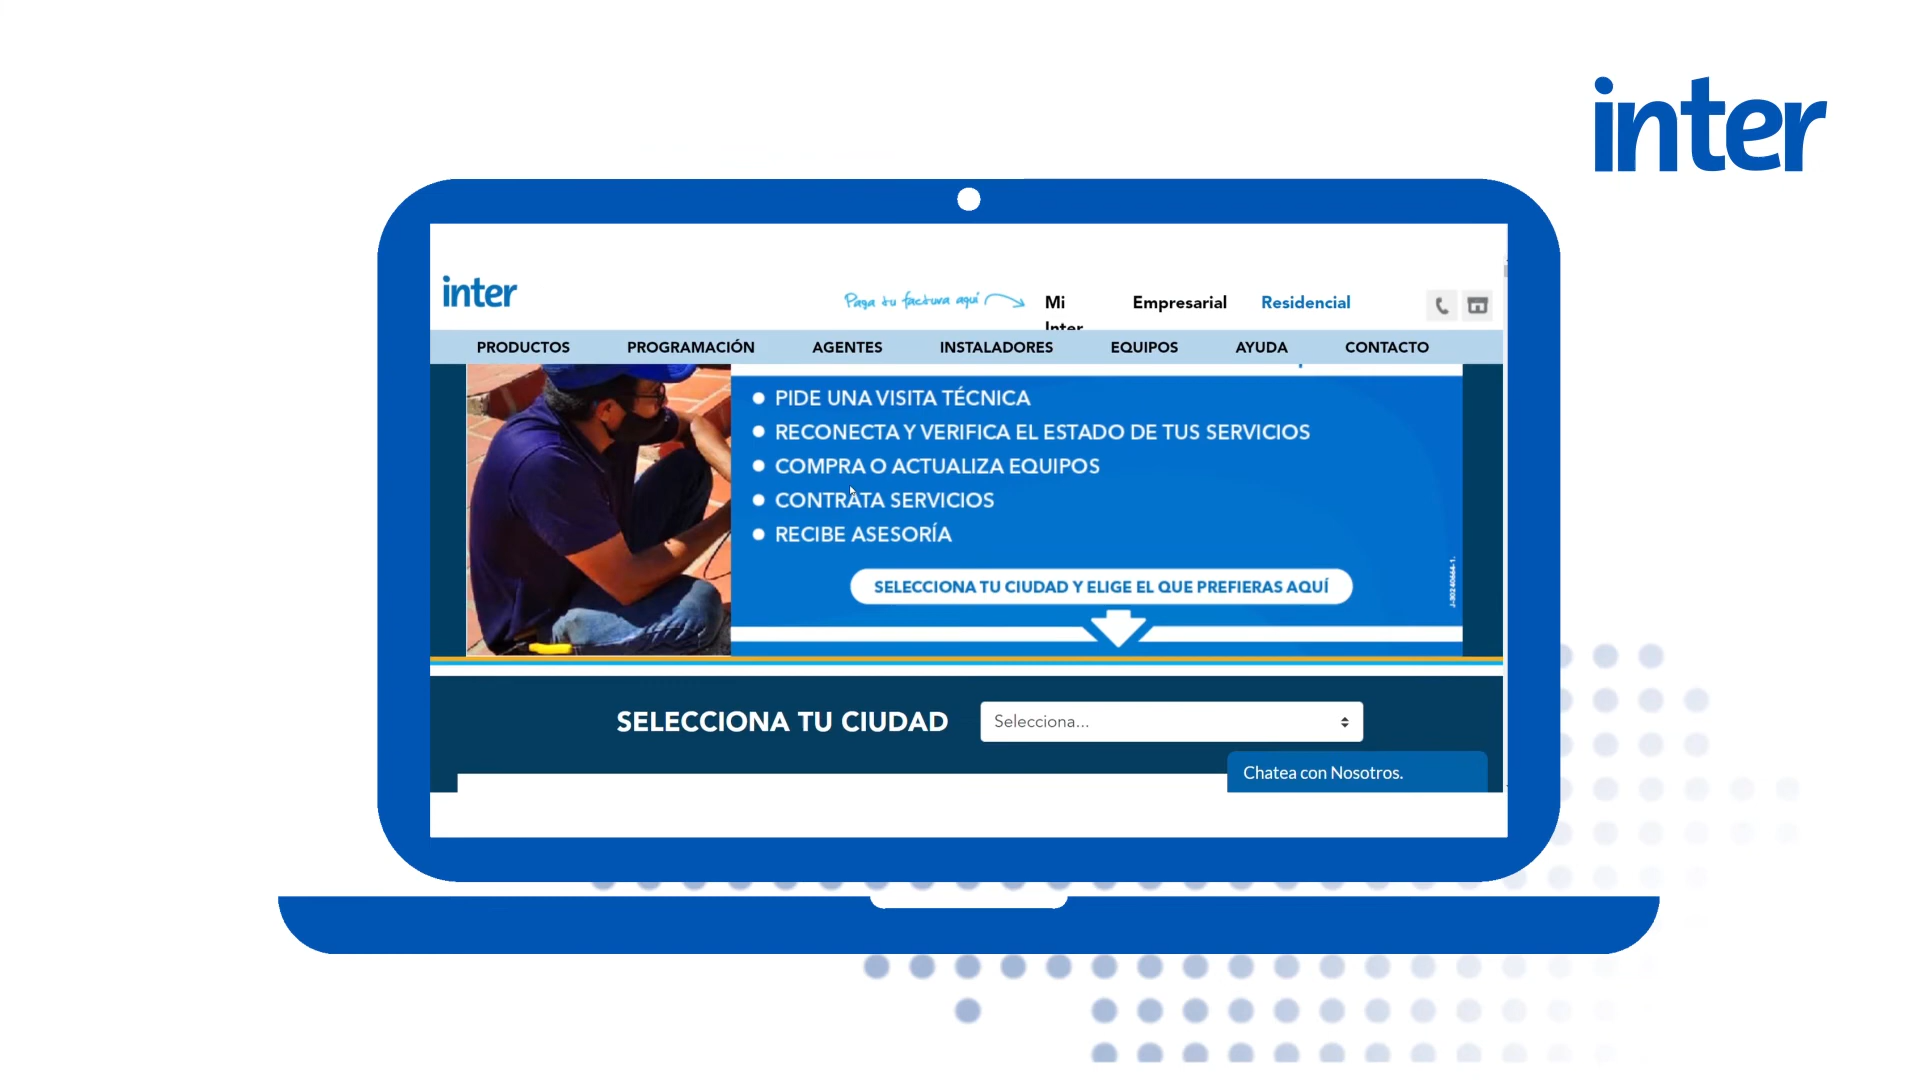 inter
inter
Paga tu factura aquí
Mi Inter
Empresarial
Residencial
PRODUCTOS
PROGRAMACIÓN
AGENTES
INSTALADORES
EQUIPOS
AYUDA
CONTACTO
PIDE UNA VISITA TÉCNICA
RECONECTA Y VERIFICA EL ESTADO DE TUS SERVICIOS
COMPRA O ACTUALIZA EQUIPOS
CONTRATA SERVICIOS
RECIBE ASESORÍA
SELECCIONA TU CIUDAD Y ELIGE EL QUE PREFIERAS AQUÍ
J-30240664-1.
SELECCIONA TU CIUDAD
Selecciona...
Chatea con Nosotros.